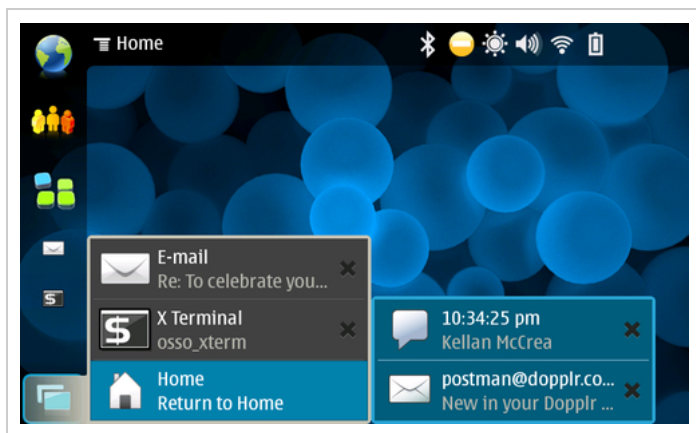 Home
E-mail
Re: To celebrate you...
X Terminal
osso_xterm
Home
Return to Home
10:34:25 pm
Kellan McCrea
postman@dopplr.co...
New in your Dopplr ...